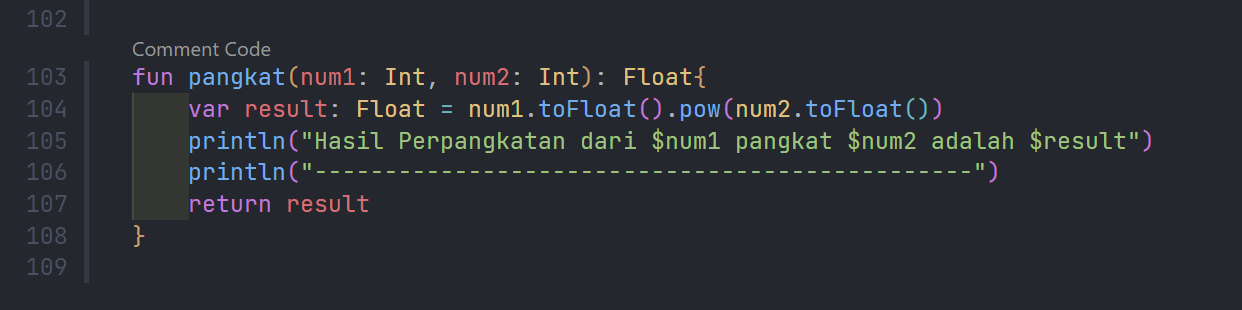 102
Comment Code
103 fun pangkat(num1: Int, num2: Int): Float{
104 var result: Float = num1.toFloat().pow(num2.toFloat())
105 println("Hasil Perpangkatan dari $num1 pangkat $num2 adalah $result")
106 println("-----------------------------------------------")
107 return result
108 }
109